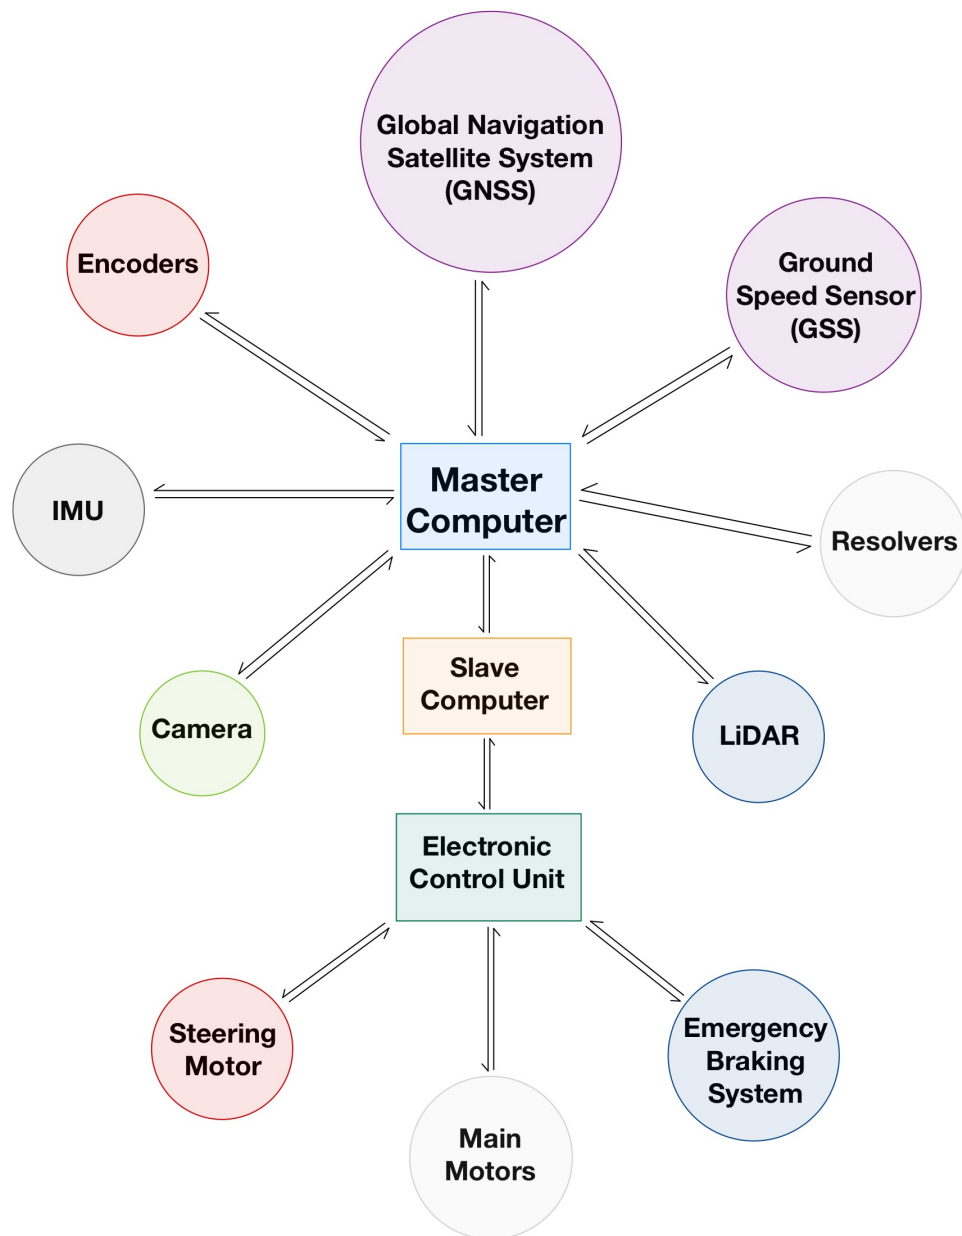 Global Navigation
Satellite System
(GNSS)
Encoders
Ground
Speed Sensor
(GSS)
Master
Computer
IMU
Resolvers
Slave
Computer
Camera
LiDAR
Electronic
Control Unit
Steering
Motor
Emergency
Braking
System
Main
Motors